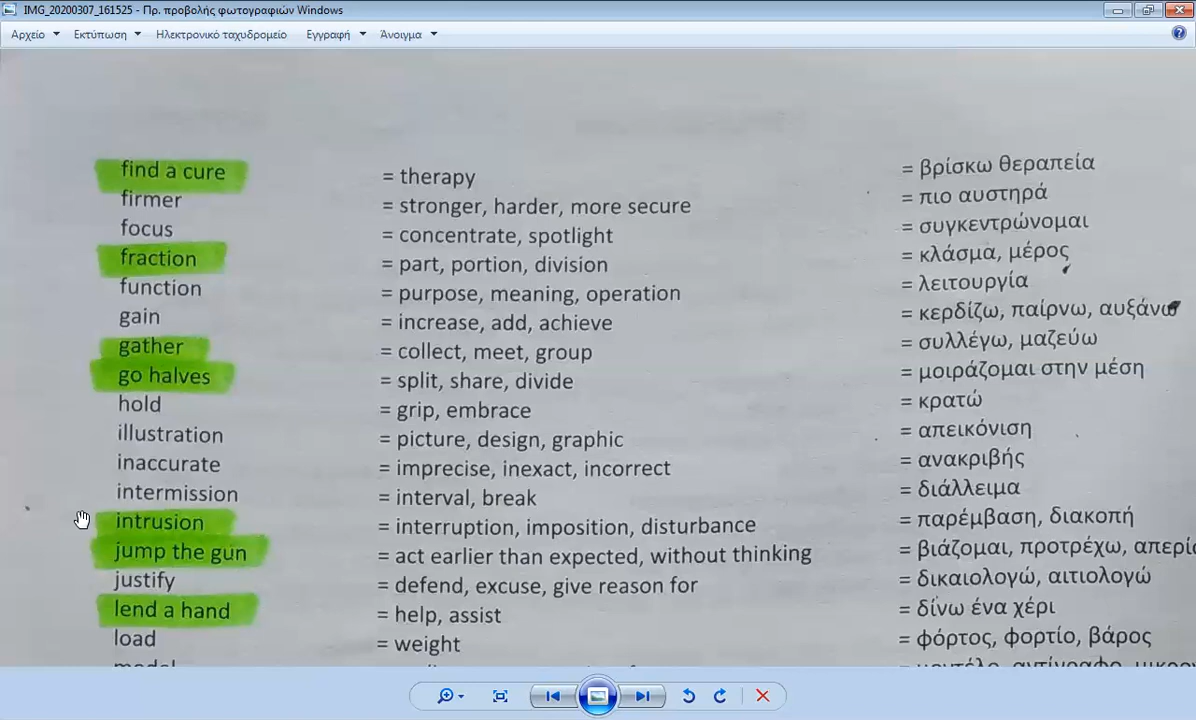 IMG_20200307_161525 - Πρ. προβολής φωτογραφιών Windows
Αρχείο Εκτύπωση Ηλεκτρονικό ταχυδρομείο Εγγραφή Άνοιγμα
find a cure = therapy = βρίσκω θεραπεία
firmer = stronger, harder, more secure = πιο αυστηρά
focus = concentrate, spotlight = συγκεντρώνομαι
fraction = part, portion, division = κλάσμα, μέρος
function = purpose, meaning, operation = λειτουργία
gain = increase, add, achieve = κερδίζω, παίρνω, αυξάνω
gather = collect, meet, group = συλλέγω, μαζεύω
go halves = split, share, divide = μοιράζομαι στην μέση
hold = grip, embrace = κρατώ
illustration = picture, design, graphic = απεικόνιση
inaccurate = imprecise, inexact, incorrect = ανακριβής
intermission = interval, break = διάλλειμα
intrusion = interruption, imposition, disturbance = παρέμβαση, διακοπή
jump the gun = act earlier than expected, without thinking = βιάζομαι, προτρέχω,
justify = defend, excuse, give reason for = δικαιολογώ, αιτιολογώ
lend a hand = help, assist = δίνω ένα χέρι
load = weight = φόρτος, φορτίο, βάρος